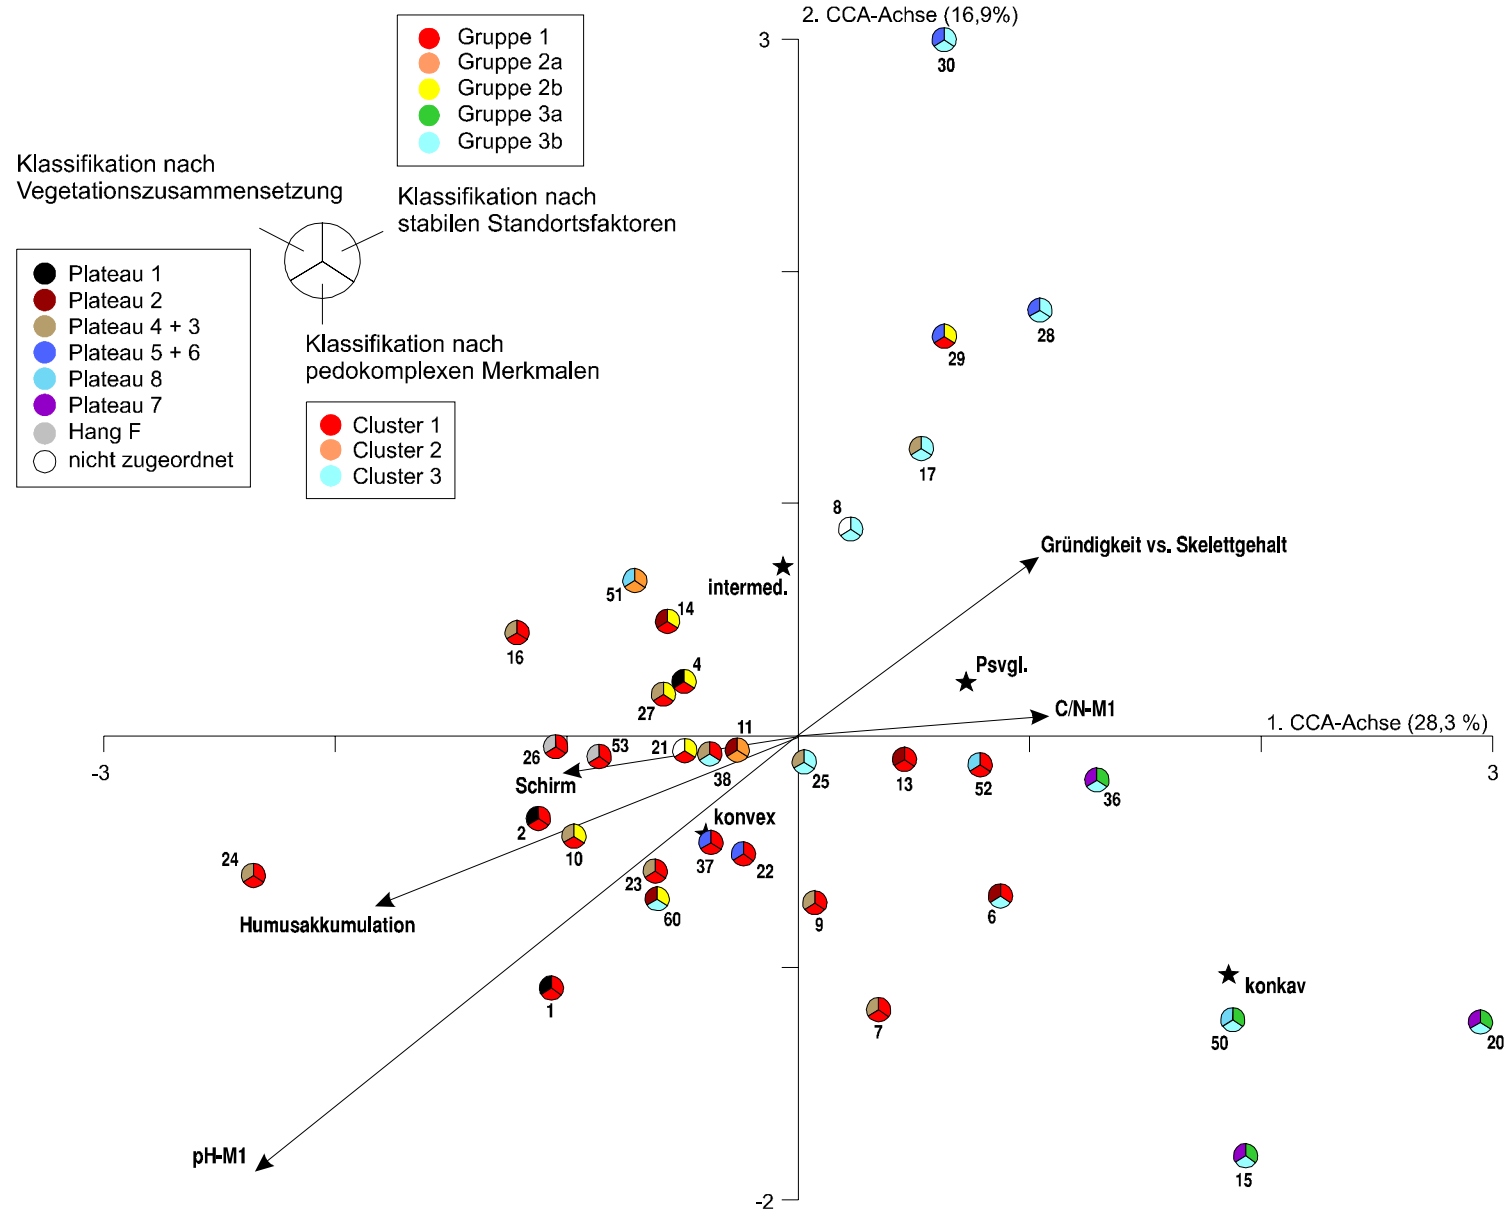 2. CCA-Achse (16,9%)
3
Gruppe 1
Gruppe 2a
Gruppe 2b
Gruppe 3a
Gruppe 3b
Klassifikation nach
Vegetationszusammensetzung
Klassifikation nach
stabilen Standortsfaktoren
Plateau 1
Plateau 2
Plateau 4 + 3
Plateau 5 + 6
Plateau 8
Plateau 7
Hang F
nicht zugeordnet
Klassifikation nach
pedokomplexen Merkmalen
Cluster 1
Cluster 2
Cluster 3
30
28
29
17
8
Gründigkeit vs. Skelettgehalt
intermed.
51
14
16
4
Psvgl.
27
C/N-M1
1. CCA-Achse (28,3 %)
11
53
21
26
-3
3
38
25
13
52
36
Schirm
konvex
2
10
37
22
24
23
60
9
6
Humusakkumulation
konkav
1
7
50
20
pH-M1
15
-2